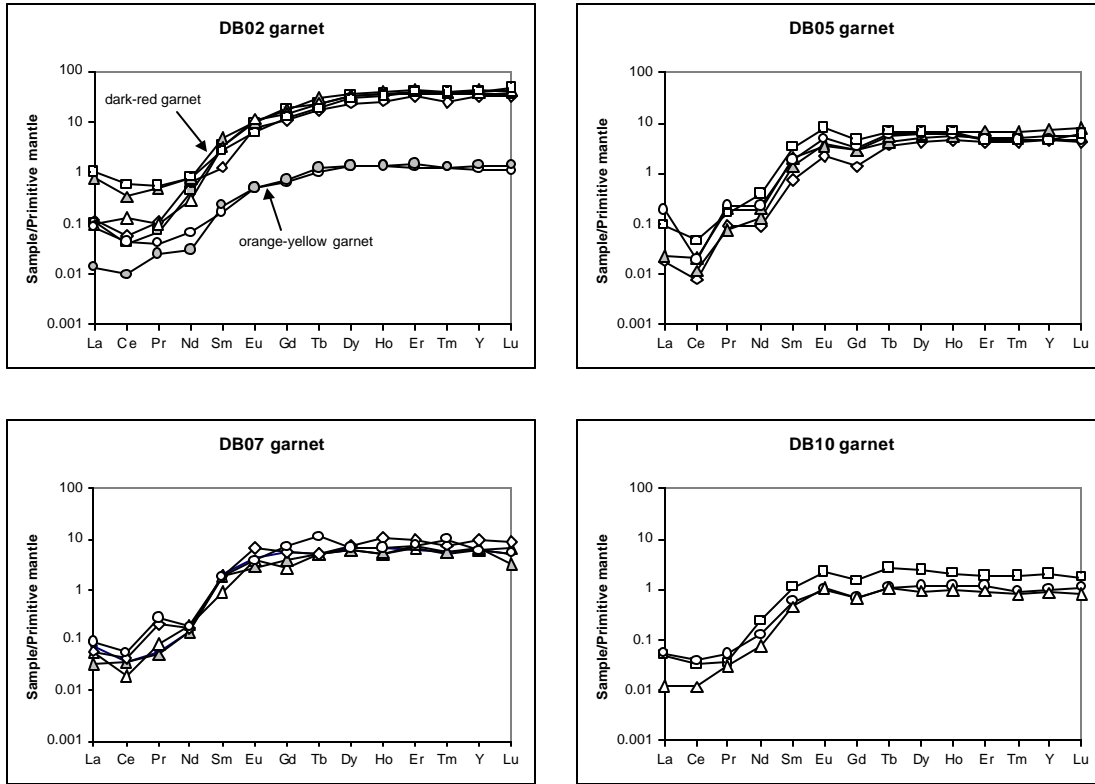 DB02 garnet
Sample/Primitive mantle
100
10
1
0.1
0.01
0.001
dark-red garnet
orange-yellow garnet
La Ce Pr Nd Sm Eu Gd Tb Dy Ho Er Tm Y Lu
DB05 garnet
Sample/Primitive mantle
100
10
1
0.1
0.01
0.001
La Ce Pr Nd Sm Eu Gd Tb Dy Ho Er Tm Y Lu
DB07 garnet
Sample/Primitive mantle
100
10
1
0.1
0.01
0.001
La Ce Pr Nd Sm Eu Gd Tb Dy Ho Er Tm Y Lu
DB10 garnet
Sample/Primitive mantle
100
10
1
0.1
0.01
0.001
La Ce Pr Nd Sm Eu Gd Tb Dy Ho Er Tm Y Lu